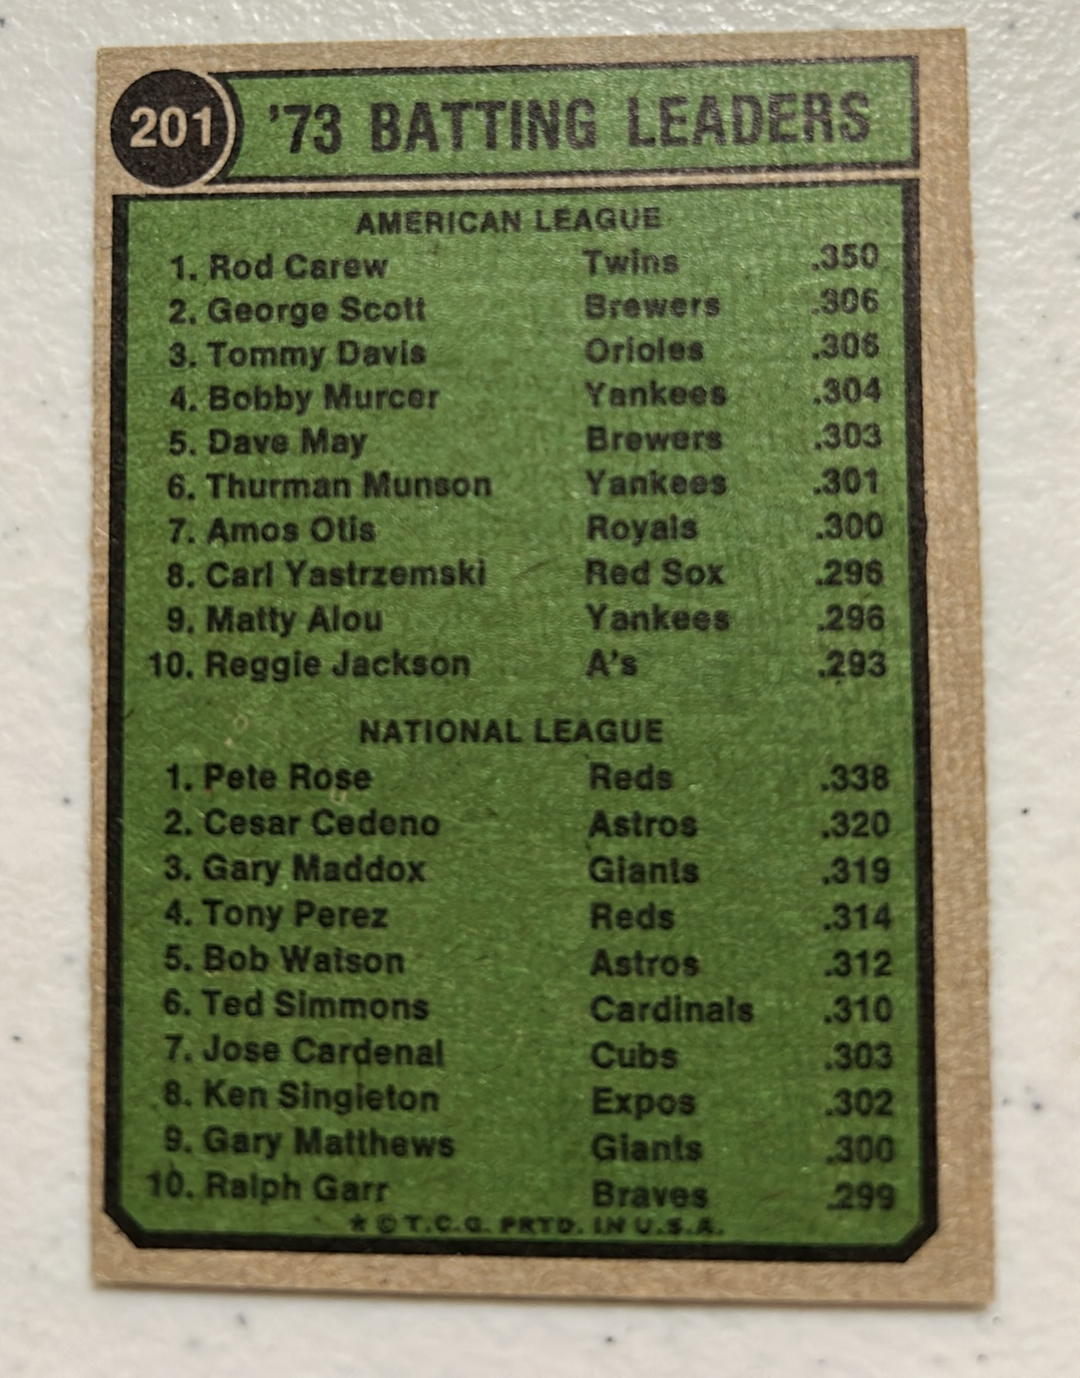 201 '73 BATTING LEADERS
AMERICAN LEAGUE
1. Rod Carew Twins .350
2. George Scott Brewers .306
3. Tommy Davis Orioles .306
4. Bobby Murcer Yankees .304
5. Dave May Brewers .303
6. Thurman Munson Yankees .301
7. Amos Otis Royals .300
8. Carl Yastrzemski Red Sox .296
9. Matty Alou Yankees .296
10. Reggie Jackson A's .293
NATIONAL LEAGUE
1. Pete Rose Reds .338
2. Cesar Cedeno Astros .320
3. Gary Maddox Giants .319
4. Tony Perez Reds .314
5. Bob Watson Astros .312
6. Ted Simmons Cardinals .310
7. Jose Cardenal Cubs .303
8. Ken Singleton Expos .302
9. Gary Matthews Giants .300
10. Ralph Garr Braves .299
* © T.C.G. PRTD. IN U.S.A.